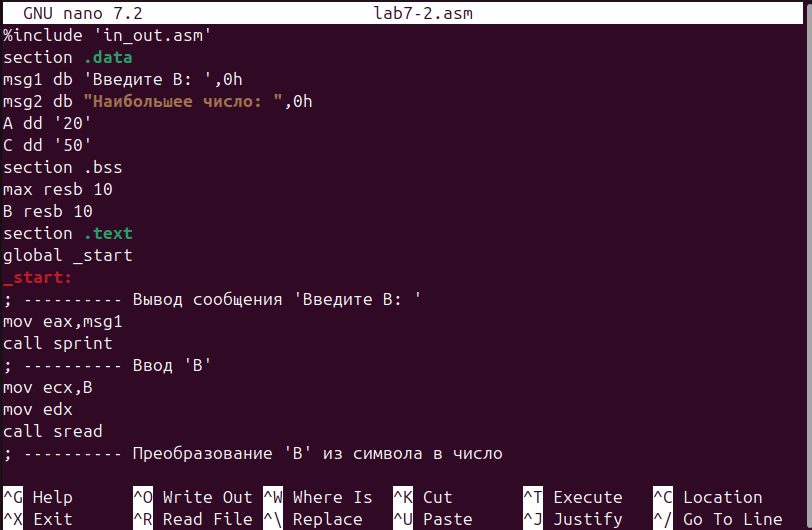 GNU nano 7.2 lab7-2.asm
%include 'in_out.asm'
section .data
msg1 db 'Введите B: ',0h
msg2 db "Наибольшее число: ",0h
A dd '20'
C dd '50'
section .bss
max resb 10
B resb 10
section .text
global _start
_start:
; ---------- Вывод сообщения 'Введите B: '
mov eax,msg1
call sprint
; ---------- Ввод 'B'
mov ecx,B
mov edx
call sread
; ---------- Преобразование 'B' из символа в число
^G Help ^O Write Out ^W Where Is ^K Cut ^T Execute ^C Location
^X Exit ^R Read File ^\ Replace ^U Paste ^J Justify ^/ Go To Line